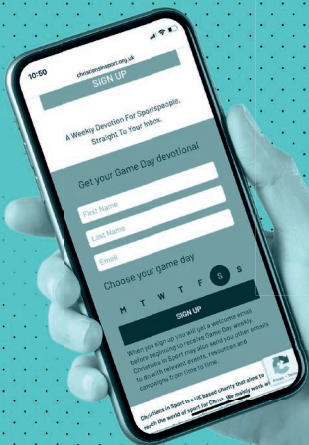 10:50
christiansinsport.org.uk
SIGN UP
A Weekly Devotion For Sportspeople,
Straight To Your Inbox.
Get your Game Day devotional
First Name
Last Name
Email
Choose your game day
M T W T F S S
SIGN UP
When you sign up you will get a welcome email
before beginning to receive Game Day weekly.
Christians in Sport may also send you other emails
to do with relevant events, resources and
campaigns from time to time.
Christians in Sport is a UK based charity that aims to
reach the world of sport for Christ. We mainly work